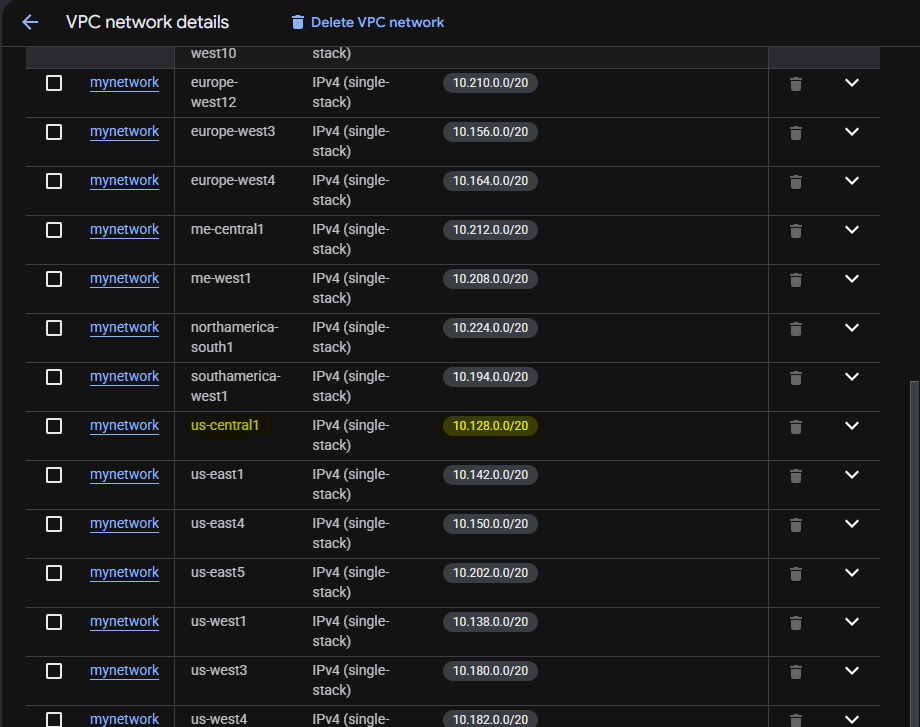 VPC network details Delete VPC network
west10 stack)
mynetwork europe- IPv4 (single- 10.210.0.0/20
west12 stack)
mynetwork europe-west3 IPv4 (single- 10.156.0.0/20
stack)
mynetwork europe-west4 IPv4 (single- 10.164.0.0/20
stack)
mynetwork me-central1 IPv4 (single- 10.212.0.0/20
stack)
mynetwork me-west1 IPv4 (single- 10.208.0.0/20
stack)
mynetwork northamerica- IPv4 (single- 10.224.0.0/20
south1 stack)
mynetwork southamerica- IPv4 (single- 10.194.0.0/20
west1 stack)
mynetwork us-central1 IPv4 (single- 10.128.0.0/20
stack)
mynetwork us-east1 IPv4 (single- 10.142.0.0/20
stack)
mynetwork us-east4 IPv4 (single- 10.150.0.0/20
stack)
mynetwork us-east5 IPv4 (single- 10.202.0.0/20
stack)
mynetwork us-west1 IPv4 (single- 10.138.0.0/20
stack)
mynetwork us-west3 IPv4 (single- 10.180.0.0/20
stack)
mynetwork us-west4 IPv4 (single- 10.182.0.0/20